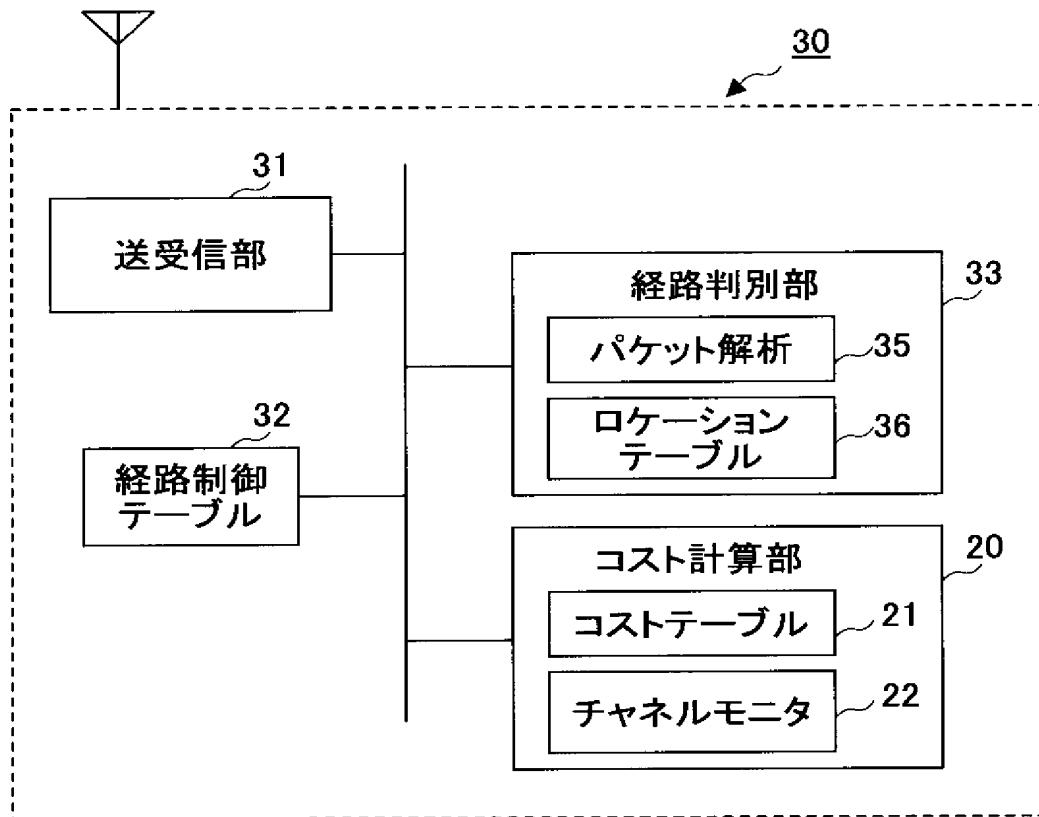 30
31
送受信部
経路判別部
33
パケット解析
35
ロケーション
テーブル
36
32
経路制御
テーブル
コスト計算部
20
コストテーブル
21
チャネルモニタ
22